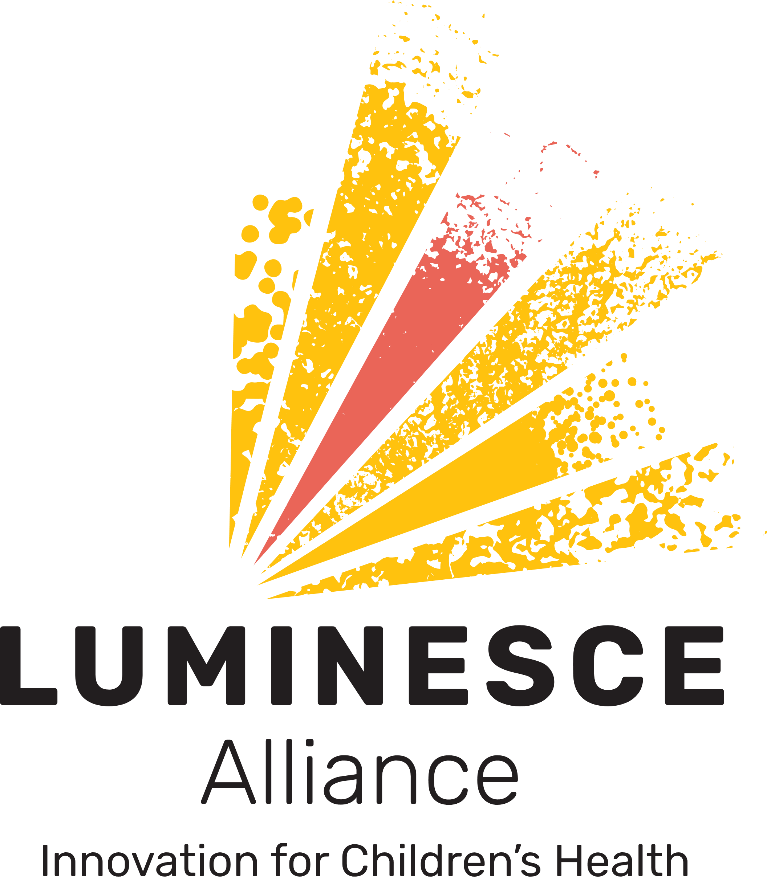 LUMINESCE
Alliance
Innovation for Children’s Health